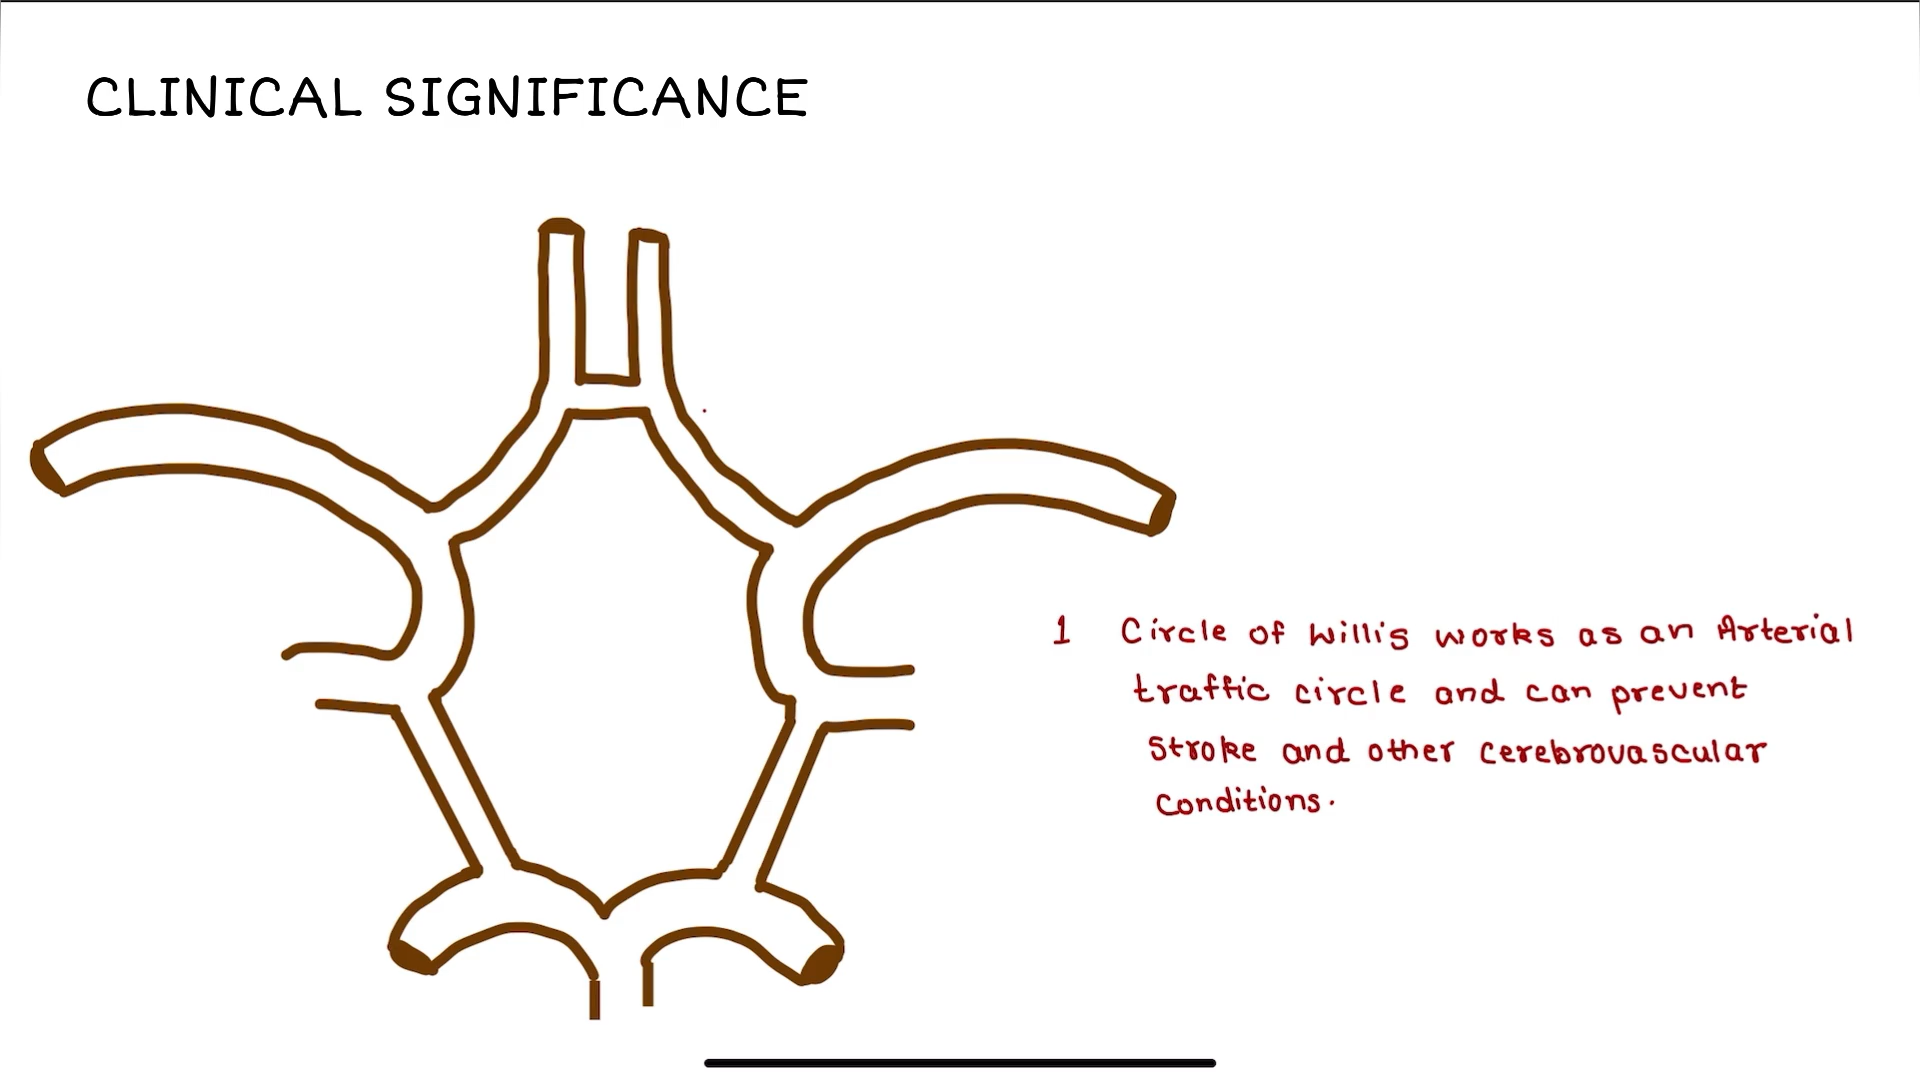 CLINICAL SIGNIFICANCE
1 Circle of Willis works as an Arterial
traffic circle and can prevent
Stroke and other cerebrovascular
Conditions.